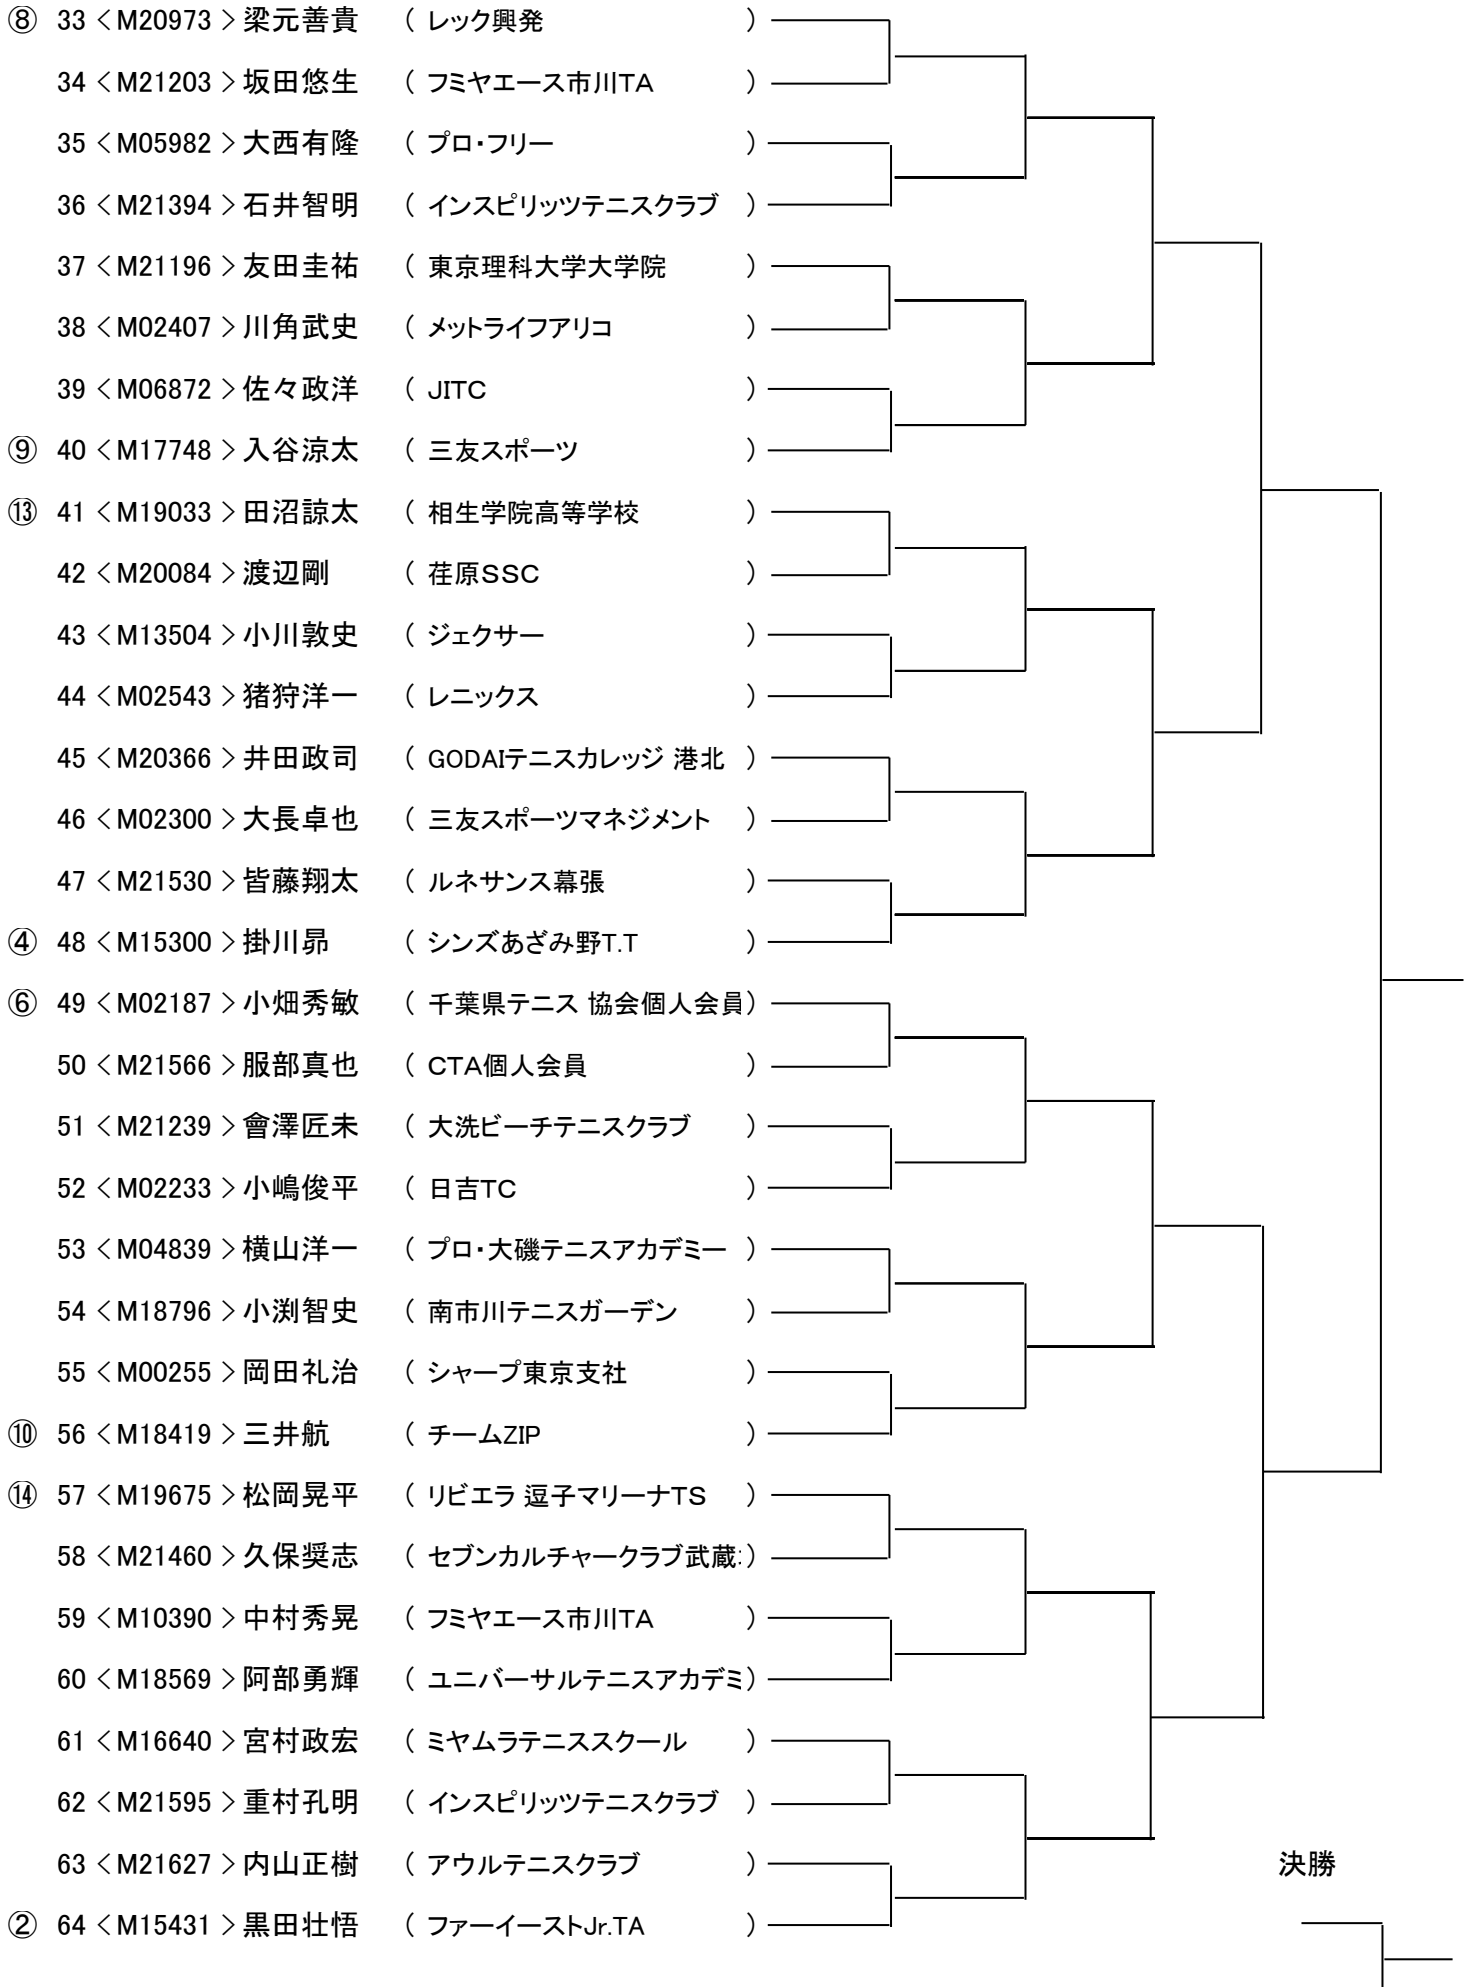 ⑧ 33 <M20973> 梁元善貴 ( レック興発 )
34 <M21203> 坂田悠生 ( フミヤエース市川TA )
35 <M05982> 大西有隆 ( プロ・フリー )
36 <M21394> 石井智明 ( インスピリッツテニスクラブ )
37 <M21196> 友田圭祐 ( 東京理科大学大学院 )
38 <M02407> 川角武史 ( メットライフアリコ )
39 <M06872> 佐々政洋 ( JITC )
⑨ 40 <M17748> 入谷涼太 ( 三友スポーツ )
⑬ 41 <M19033> 田沼諒太 ( 相生学院高等学校 )
42 <M20084> 渡辺剛 ( 荏原SSC )
43 <M13504> 小川敦史 ( ジェクサー )
44 <M02543> 猪狩洋一 ( レニックス )
45 <M20366> 井田政司 ( GODAIテニスカレッジ 港北 )
46 <M02300> 大長卓也 ( 三友スポーツマネジメント )
47 <M21530> 皆藤翔太 ( ルネサンス幕張 )
④ 48 <M15300> 掛川昴 ( シンズあざみ野T.T )
⑥ 49 <M02187> 小畑秀敏 ( 千葉県テニス 協会個人会員)
50 <M21566> 服部真也 ( CTA個人会員 )
51 <M21239> 會澤匠未 ( 大洗ビーチテニスクラブ )
52 <M02233> 小嶋俊平 ( 日吉TC )
53 <M04839> 横山洋一 ( プロ・大磯テニスアカデミー )
54 <M18796> 小渕智史 ( 南市川テニスガーデン )
55 <M00255> 岡田礼治 ( シャープ東京支社 )
⑩ 56 <M18419> 三井航 ( チームZIP )
⑭ 57 <M19675> 松岡晃平 ( リビエラ 逗子マリーナTS )
58 <M21460> 久保奨志 ( セブンカルチャークラブ武蔵)
59 <M10390> 中村秀晃 ( フミヤエース市川TA )
60 <M18569> 阿部勇輝 ( ユニバーサルテニスアカデミ)
61 <M16640> 宮村政宏 ( ミヤムラテニススクール )
62 <M21595> 重村孔明 ( インスピリッツテニスクラブ )
63 <M21627> 内山正樹 ( アウルテニスクラブ )
決勝
② 64 <M15431> 黒田壮悟 ( ファーイーストJr.TA )